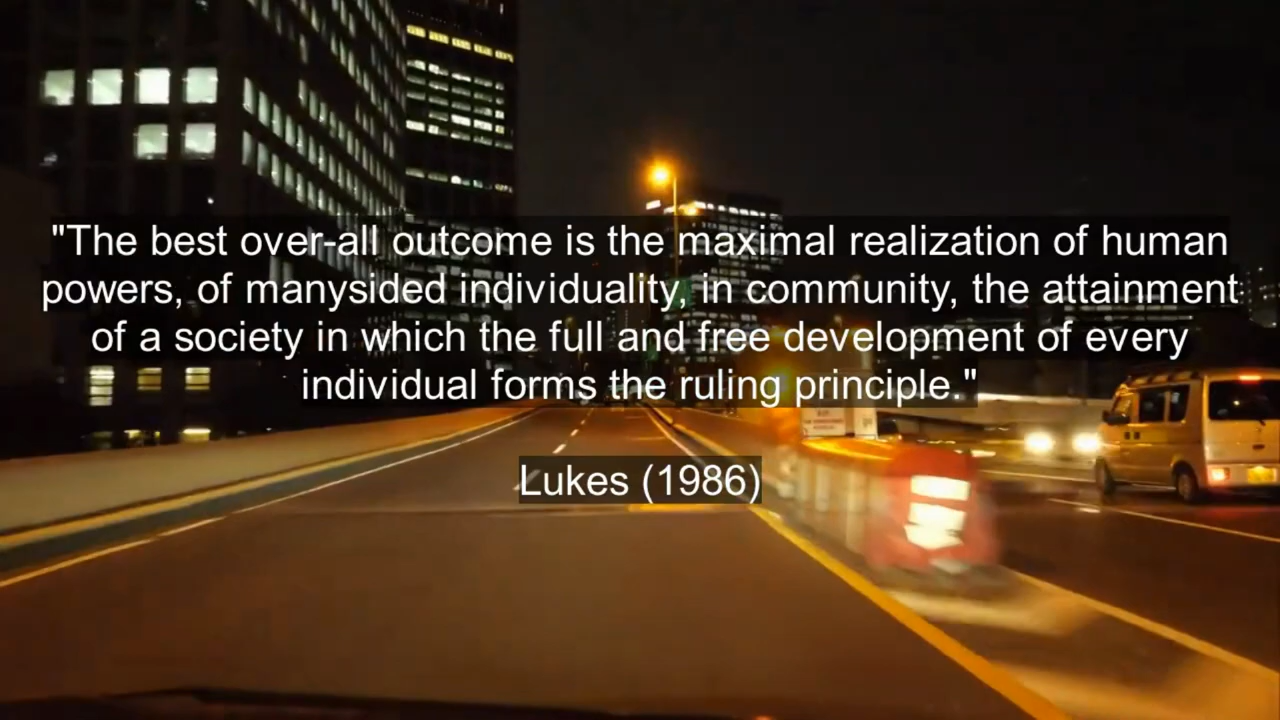 "The best over-all outcome is the maximal realization of human
powers, of manysided individuality, in community, the attainment
of a society in which the full and free development of every
individual forms the ruling principle."
Lukes (1986)